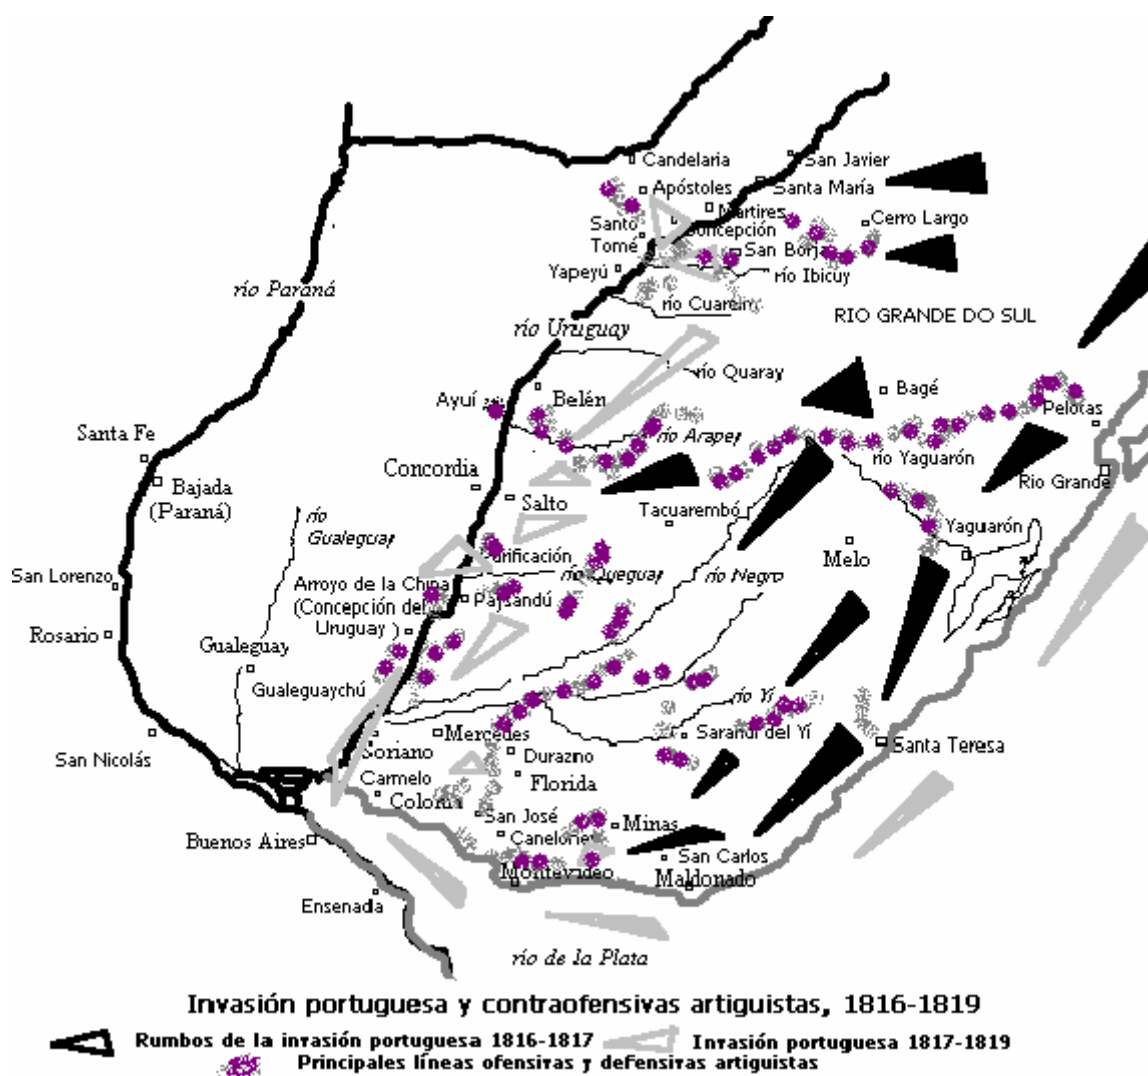 Candelaria
San Javier
Apóstoles
Santa María
Mártires
Santo
Tomé
Concepción
Cerro Largo
San Borja
Yapeyú
río Ibicuy
río Paraná
río Cuareim
río Uruguay
RIO GRANDE DO SUL
río Quaray
Ayuí
Belén
Bagé
Pelotas
Santa Fe
río Arapey
Concordia
río Yaguarón
Bajada
(Paraná)
Salto
Río Grande
Tacuarembó
río
Gualeguay
Yaguarón
Purificación
Melo
San Lorenzo
Arroyo de la China
(Concepción del
Uruguay )
río Queguay
río Negro
Paysandú
Rosario
Gualeguay
Gualeguaychú
río Yí
Soriano
Mercedes
Sarandí del Yí
Santa Teresa
San Nicolás
Durazno
Carmelo
Florida
Colonia
San José
Minas
Buenos Aires
Canelones
San Carlos
Montevideo
Maldonado
Ensenada
río de la Plata
Invasión portuguesa y contraofensivas artiguistas, 1816-1819
Rumbos de la invasión portuguesa 1816-1817
Invasión portuguesa 1817-1819
Principales líneas ofensivas y defensivas artiguistas